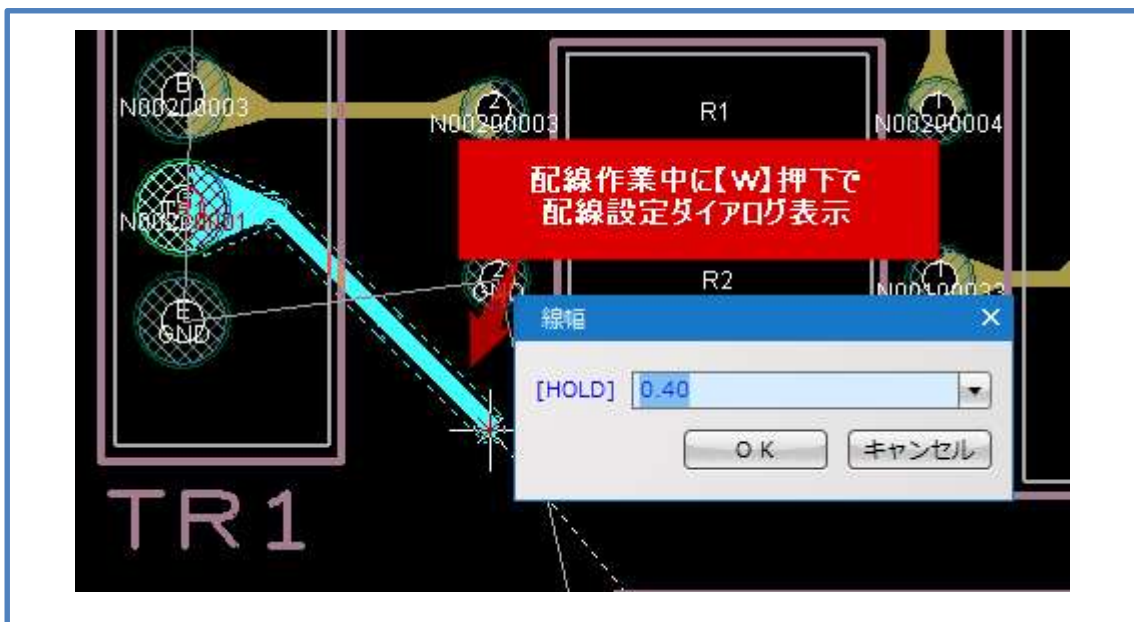 B
N00200003
2
N00200003
R1
1
N00200004
配線作業中に【W】押下で
配線設定ダイアログ表示
E
GND
2
GND
R2
1
線幅
[HOLD]
0.40
OK
キャンセル
TR1